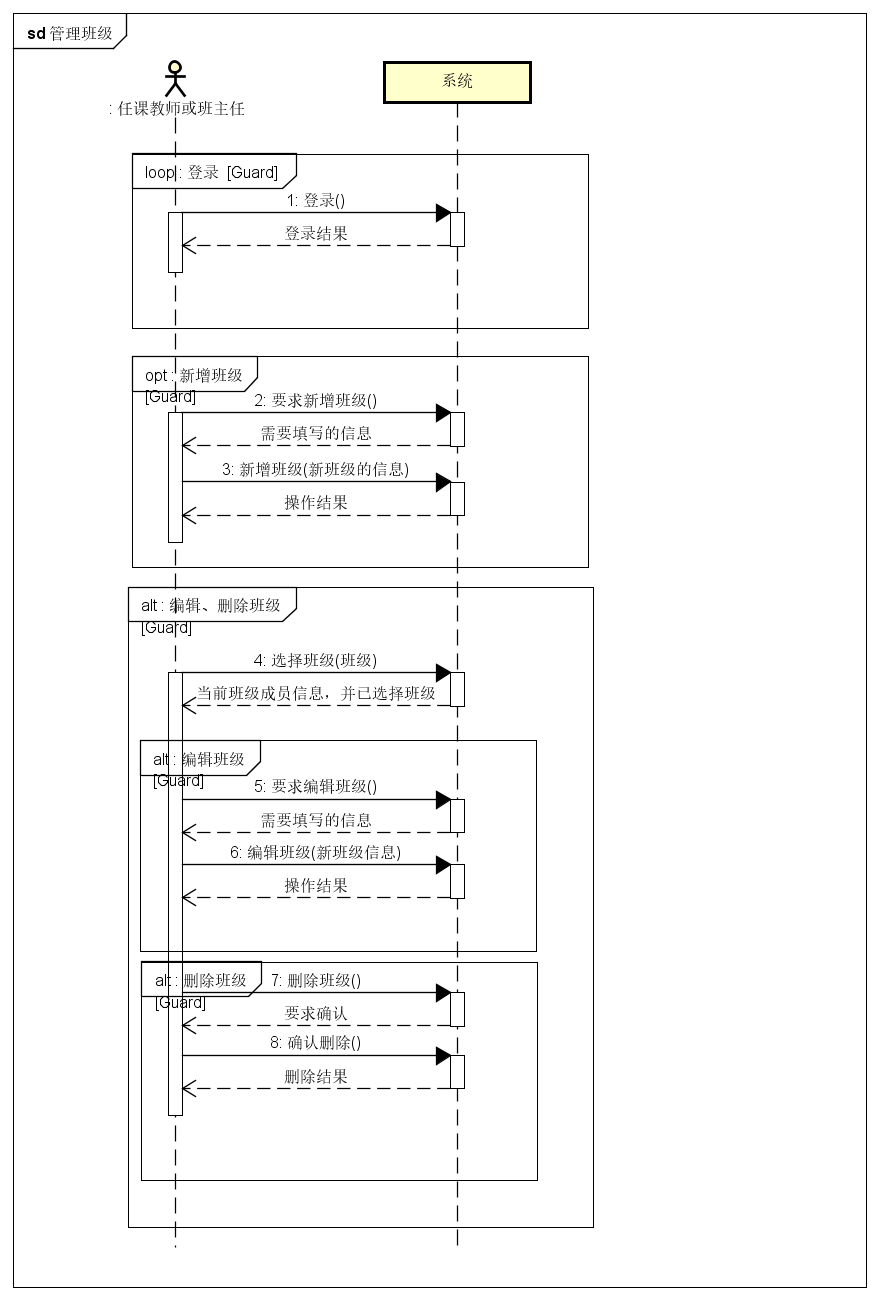 sd 管理班级
系统
: 任课教师或班主任
loop : 登录 [Guard]
1: 登录()
登录结果
opt : 新增班级
[Guard]
2: 要求新增班级()
需要填写的信息
3: 新增班级(新班级的信息)
操作结果
alt : 编辑、删除班级
[Guard]
4: 选择班级(班级)
当前班级成员信息，并已选择班级
alt : 编辑班级
[Guard]
5: 要求编辑班级()
需要填写的信息
6: 编辑班级(新班级信息)
操作结果
alt : 删除班级
7: 删除班级()
[Guard]
要求确认
8: 确认删除()
删除结果